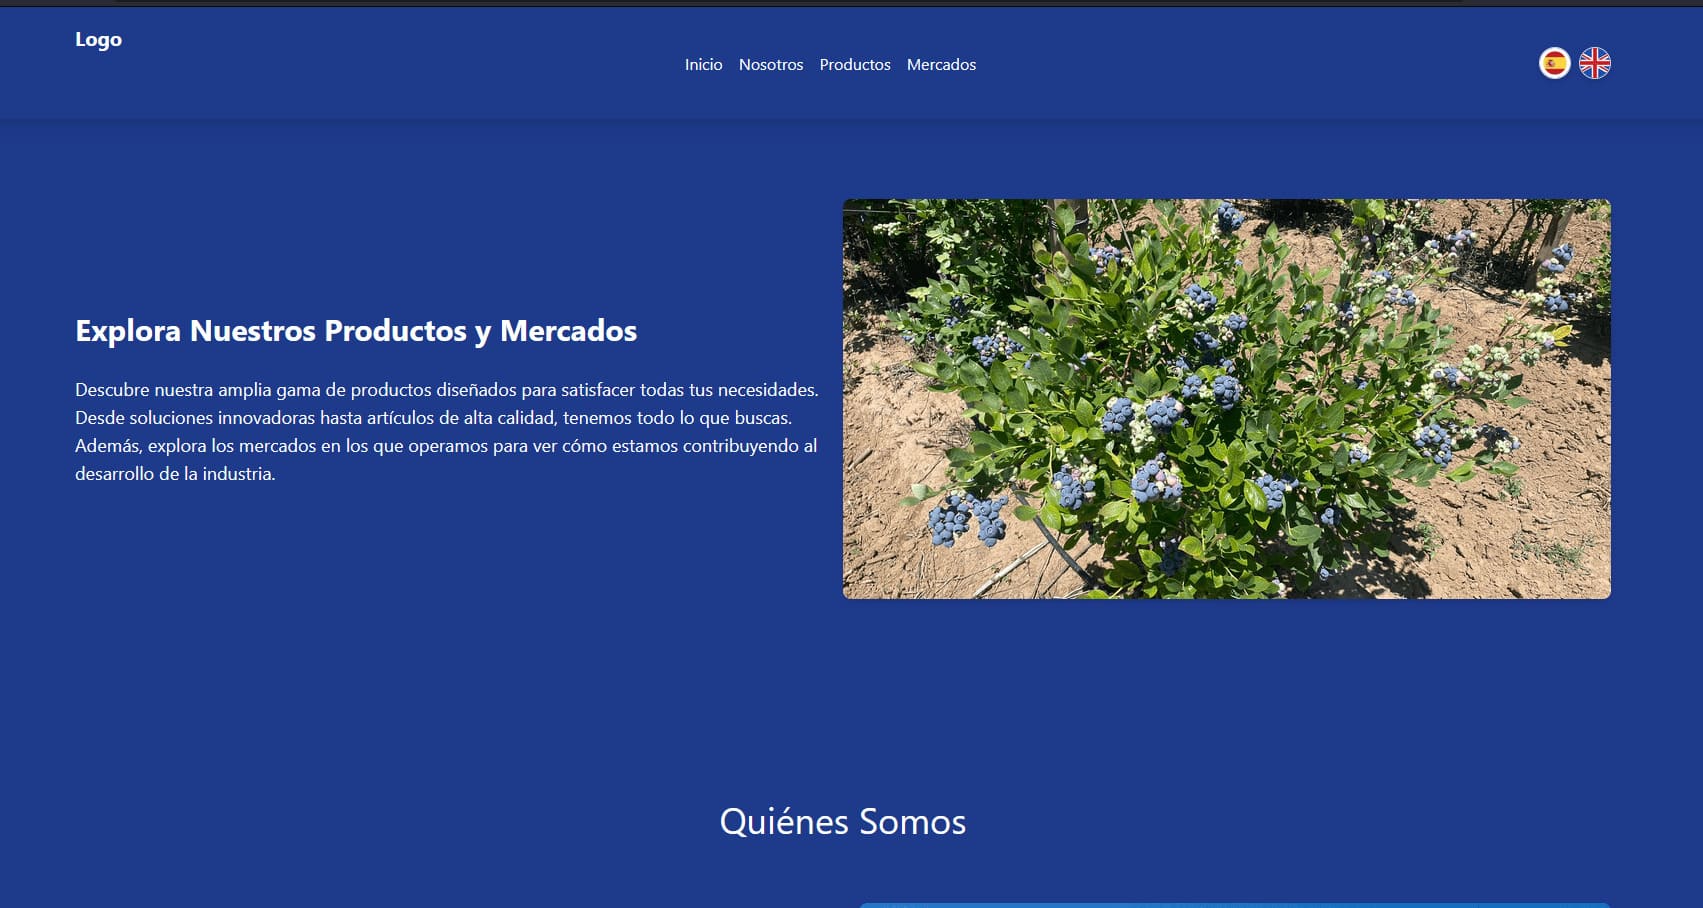 Logo
Inicio Nosotros Productos Mercados
Explora Nuestros Productos y Mercados
Descubre nuestra amplia gama de productos diseñados para satisfacer todas tus necesidades.
Desde soluciones innovadoras hasta artículos de alta calidad, tenemos todo lo que buscas.
Además, explora los mercados en los que operamos para ver cómo estamos contribuyendo al
desarrollo de la industria.
Quiénes Somos